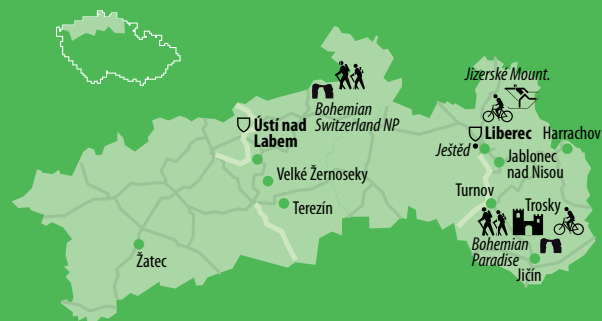 Jizerské Mount.
Bohemian
Switzerland NP
Ústí nad
Labem
Liberec
Harrachov
Ještěd
Jablonec
nad Nisou
Velké Žernoseky
Terezín
Turnov
Trosky
Bohemian
Paradise
Žatec
Jičín